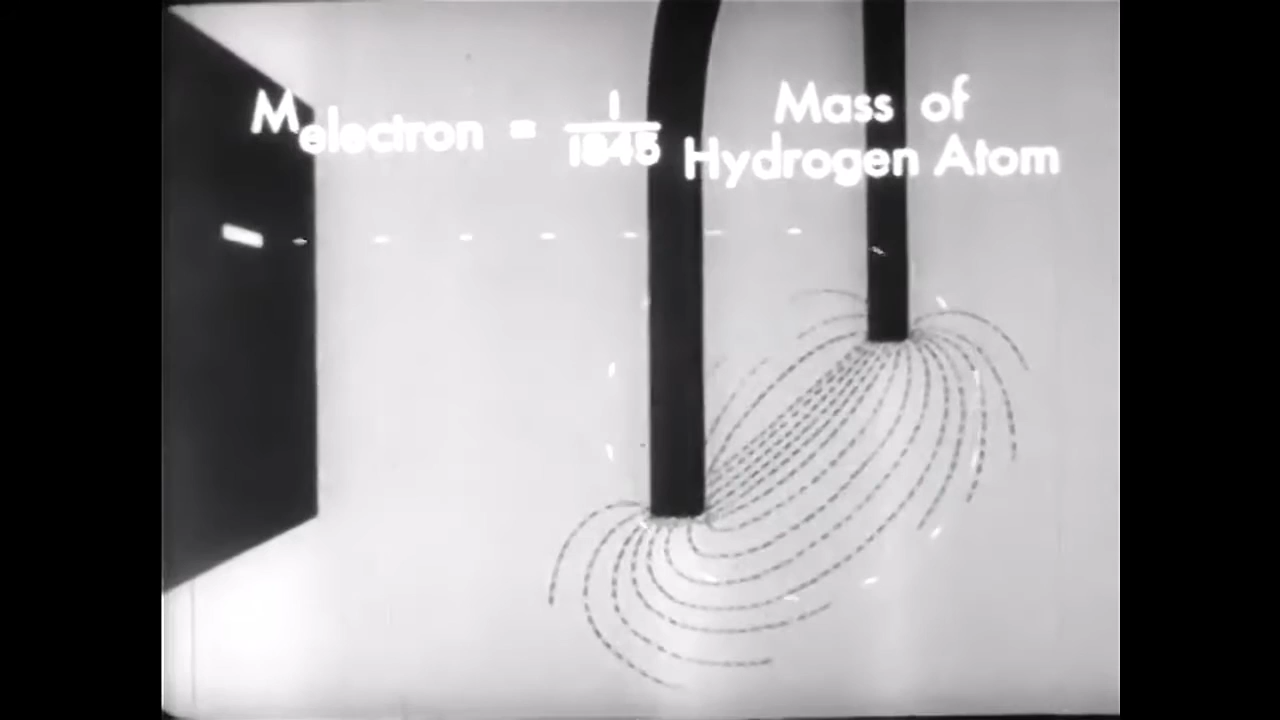 Melectron = 1/1845 Mass of
Hydrogen Atom